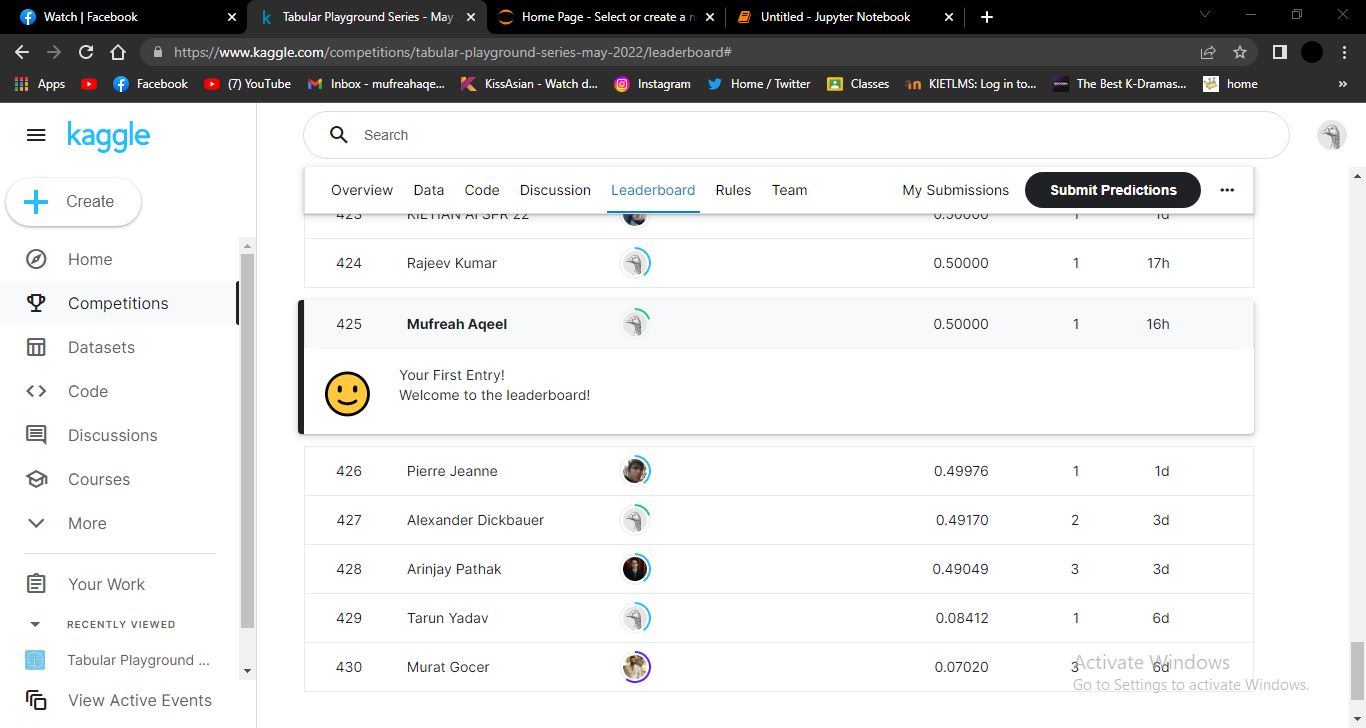 Watch | Facebook
Tabular Playground Series - May
Home Page - Select or create a n
Untitled - Jupyter Notebook
https://www.kaggle.com/competitions/tabular-playground-series-may-2022/leaderboard#
Apps
Facebook
(7) YouTube
Inbox - mufreahaqe...
KissAsian - Watch d...
Instagram
Home / Twitter
Classes
KIETLMS: Log in to...
The Best K-Dramas...
home
»
kaggle
Search
Create
Overview Data Code Discussion Leaderboard Rules Team My Submissions Submit Predictions
423 KIETIAN AI SPR 22 0.50000 1 1d
Home
424 Rajeev Kumar 0.50000 1 17h
Competitions
425 Mufreah Aqeel 0.50000 1 16h
Datasets
Your First Entry!
Welcome to the leaderboard!
Code
Discussions
Courses
426 Pierre Jeanne 0.49976 1 1d
More
427 Alexander Dickbauer 0.49170 2 3d
428 Arinjay Pathak 0.49049 3 3d
Your Work
429 Tarun Yadav 0.08412 1 6d
RECENTLY VIEWED
Tabular Playground ...
430 Murat Gocer 0.07020 3 6d
View Active Events
Activate Windows
Go to Settings to activate Windows.